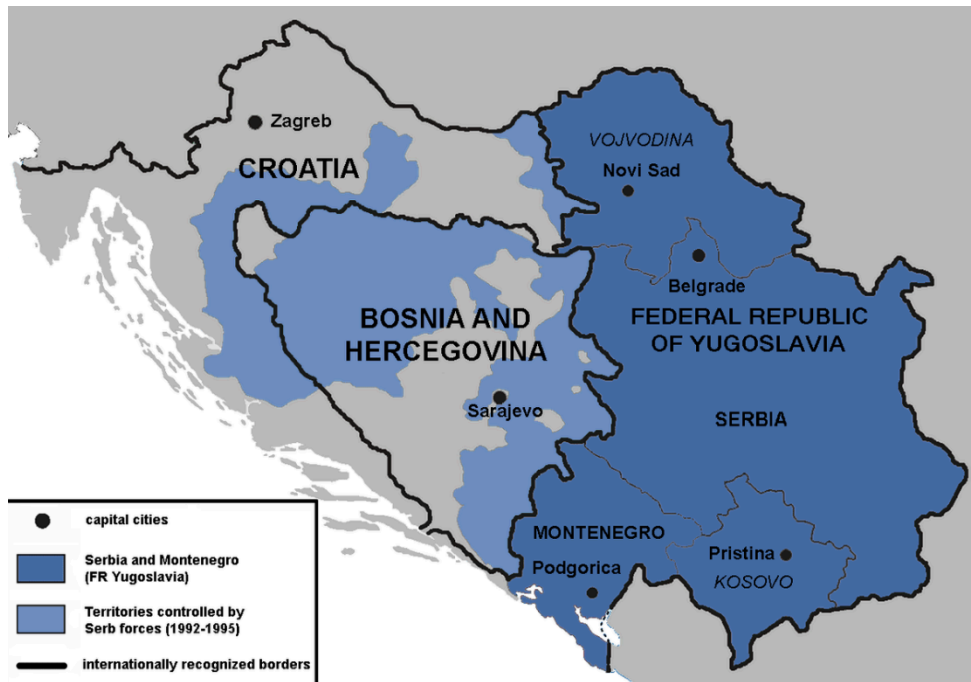 Zagreb
CROATIA
VOJVODINA
Novi Sad
Belgrade
FEDERAL REPUBLIC
OF YUGOSLAVIA
BOSNIA AND
HERCEGOVINA
Sarajevo
SERBIA
MONTENEGRO
Podgorica
Pristina
KOSOVO
capital cities
Serbia and Montenegro
(FR Yugoslavia)
Territories controlled by
Serb forces (1992-1995)
internationally recognized borders